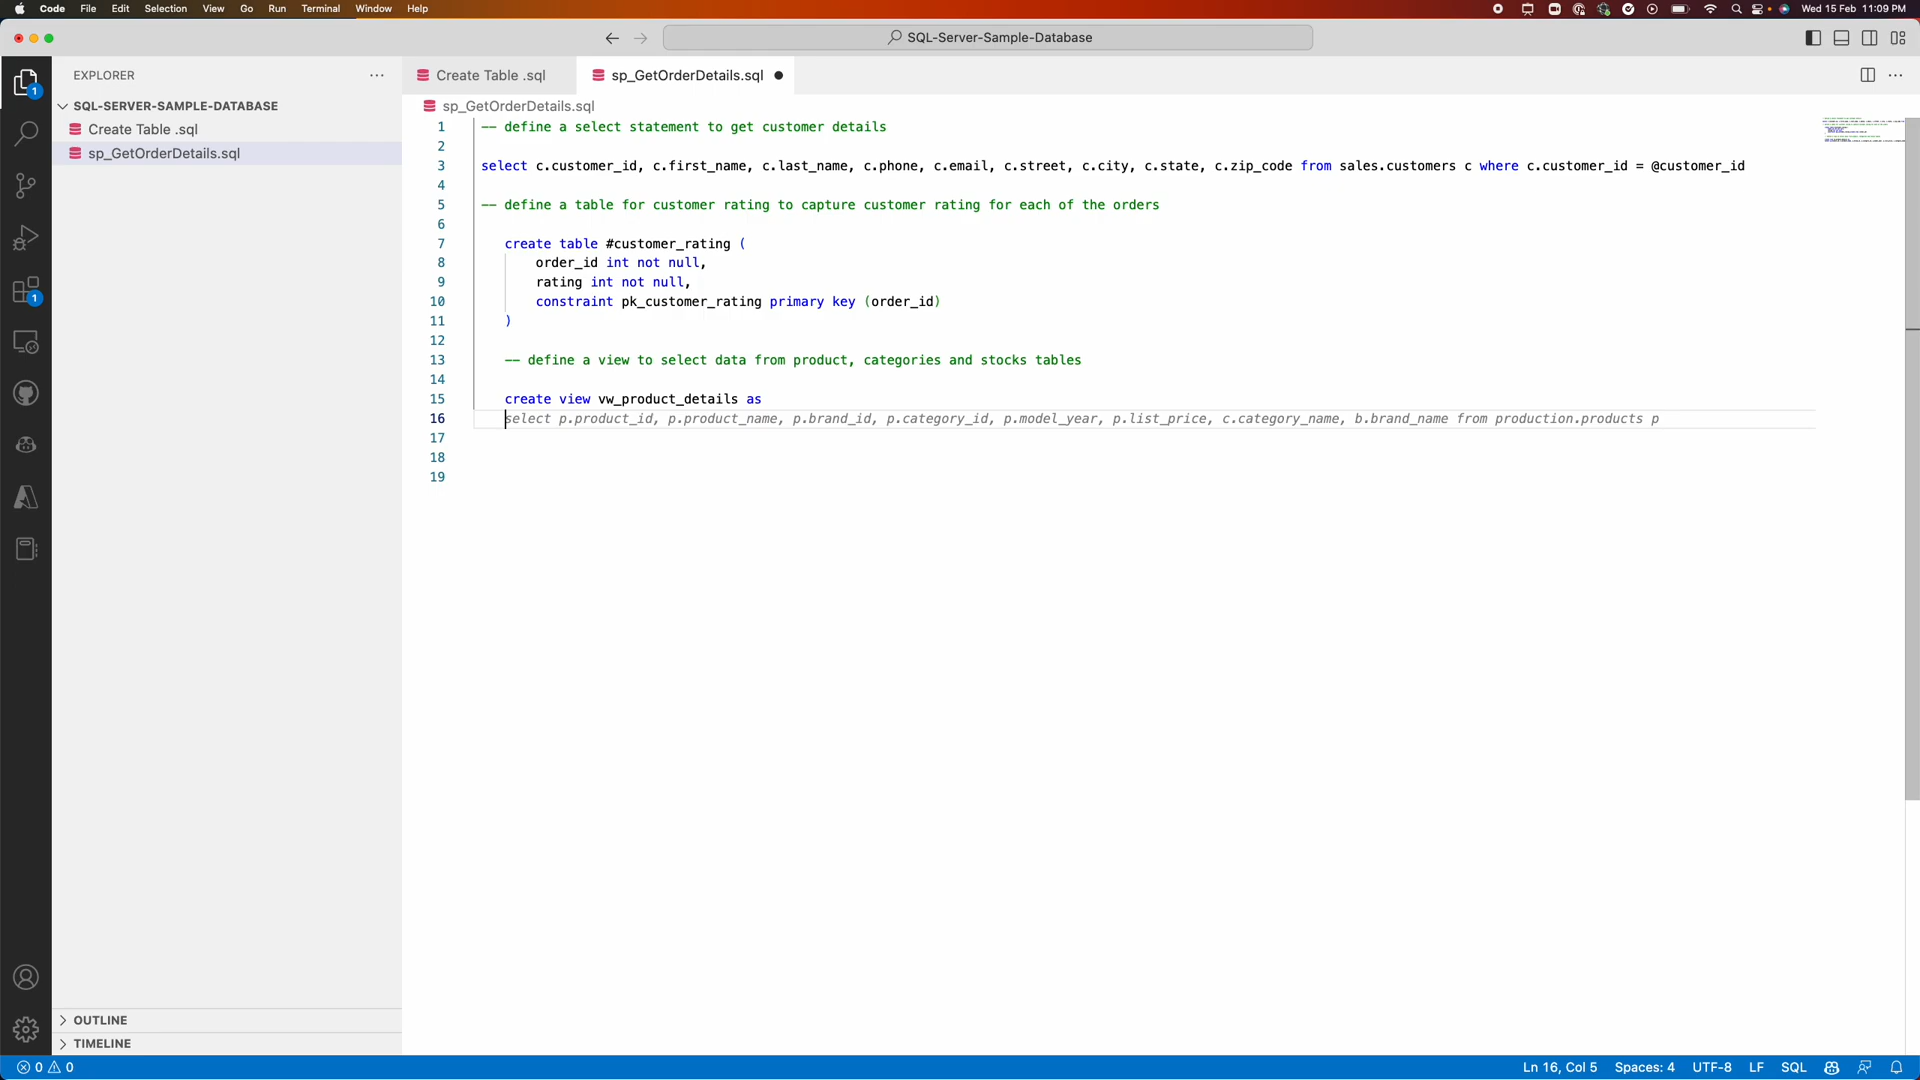 Code File Edit Selection View Go Run Terminal Window Help Wed 15 Feb 11:09 PM
SQL-Server-Sample-Database
EXPLORER
SQL-SERVER-SAMPLE-DATABASE
Create Table .sql
sp_GetOrderDetails.sql
OUTLINE
TIMELINE
1
1
Create Table .sql sp_GetOrderDetails.sql
sp_GetOrderDetails.sql
1 -- define a select statement to get customer details
2
3 select c.customer_id, c.first_name, c.last_name, c.phone, c.email, c.street, c.city, c.state, c.zip_code from sales.customers c where c.customer_id = @customer_id
4
5 -- define a table for customer rating to capture customer rating for each of the orders
6
7 create table #customer_rating (
8 order_id int not null,
9 rating int not null,
10 constraint pk_customer_rating primary key (order_id)
11 )
12
13 -- define a view to select data from product, categories and stocks tables
14
15 create view vw_product_details as
16 select p.product_id, p.product_name, p.brand_id, p.category_id, p.model_year, p.list_price, c.category_name, b.brand_name from production.products p
17
18
19
0 0 Ln 16, Col 5 Spaces: 4 UTF-8 LF SQL